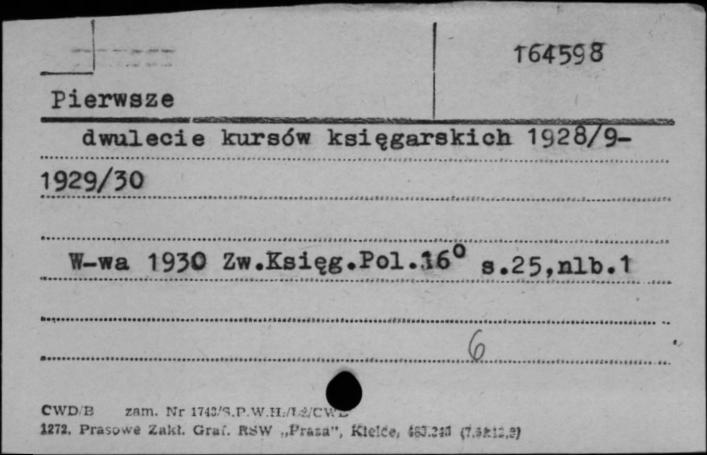 164598
Pierwsze
dwulecie kursów księgarskich 1928/9-
1929/30
W-wa 1930 Zw.Księg.Pol.16⁰ s.25,nlb.1
6
CWD/B zam. Nr
1272. Prasowe Zakł. Graf. RSW „Prasa”, Kielce,